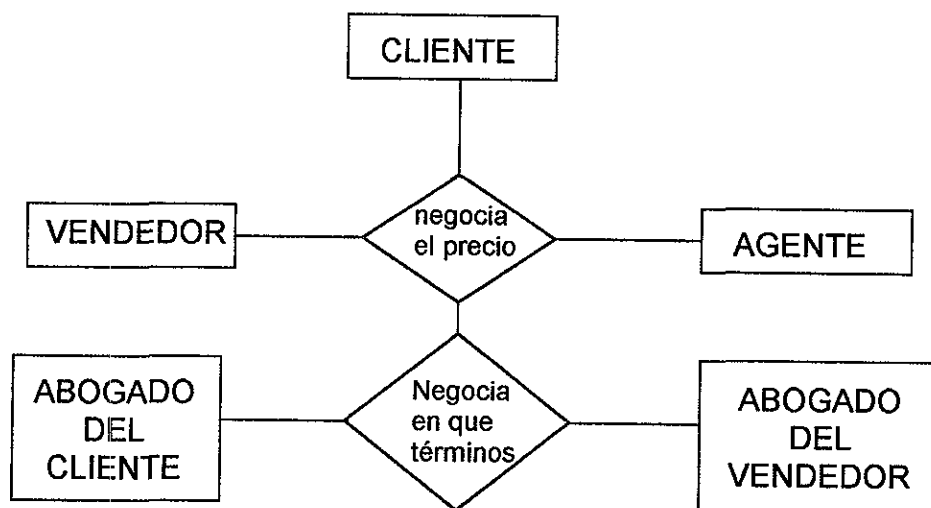 CLIENTE
VENDEDOR
negocia
el precio
AGENTE
ABOGADO
DEL
CLIENTE
Negocia
en que
términos
ABOGADO
DEL
VENDEDOR